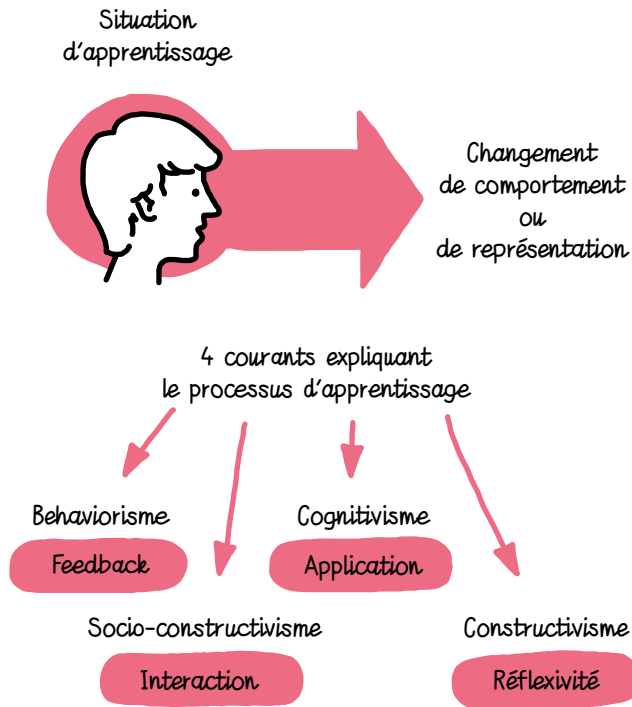 Situation
d'apprentissage
Changement
de comportement
ou
de représentation
4 courants expliquant
le processus d'apprentissage
Behaviorisme
Feedback
Cognitivisme
Application
Socio-constructivisme
Interaction
Constructivisme
Réflexivité